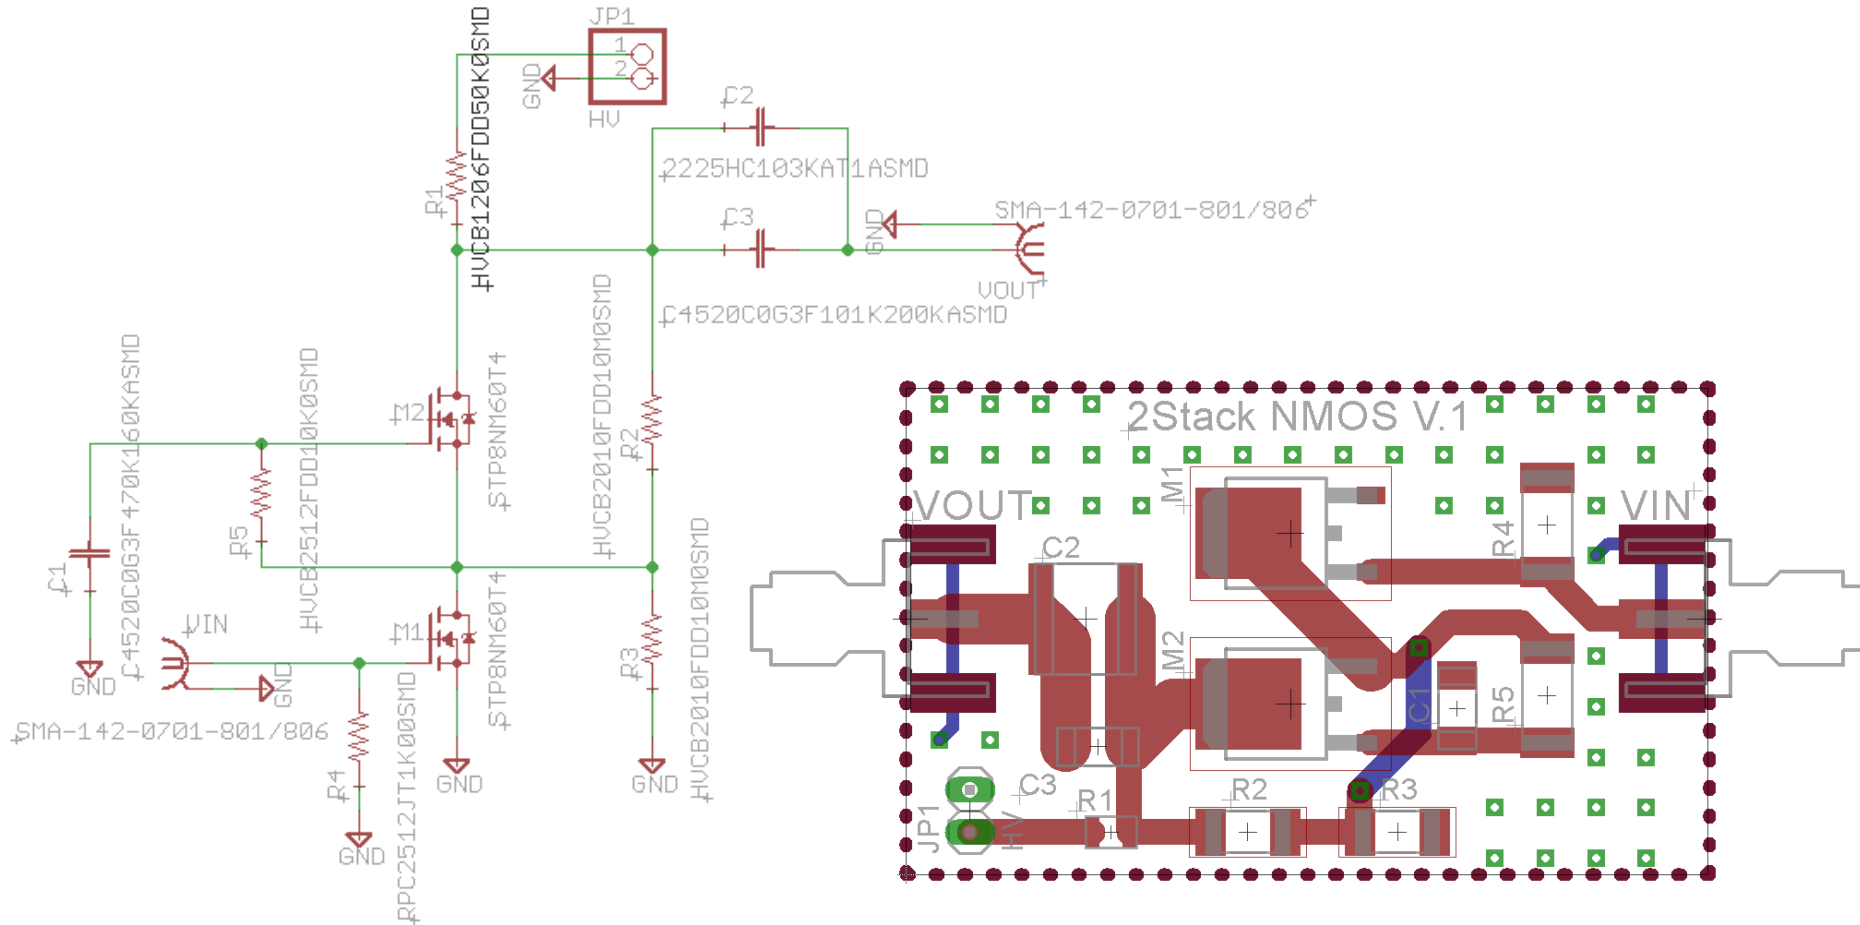 JP1
1
2
GND
HV
HVCB1206FDD50K0SMD
R1
C2
2225HC103KAT1ASMD
C3
GND
SMA-142-0701-801/806
VOUT
C4520C0G3F101K200KASMD
M2
STP8NM60T4
C4520C0G3F470K160KASMD
HVCB2512FDD10K0SMD
R5
C1
GND
HVCB2010FDD10M0SMD
R2
VIN
GND
SMA-142-0701-801/806
M1
STP8NM60T4
GND
R4
RPC2512JT1K00SMD
GND
R3
HVCB2010FDD10M0SMD
GND
2Stack NMOS V.1
VOUT
M1
R4
VIN
C2
M2
C1
R5
C3
JP1
HV
R1
R2
R3